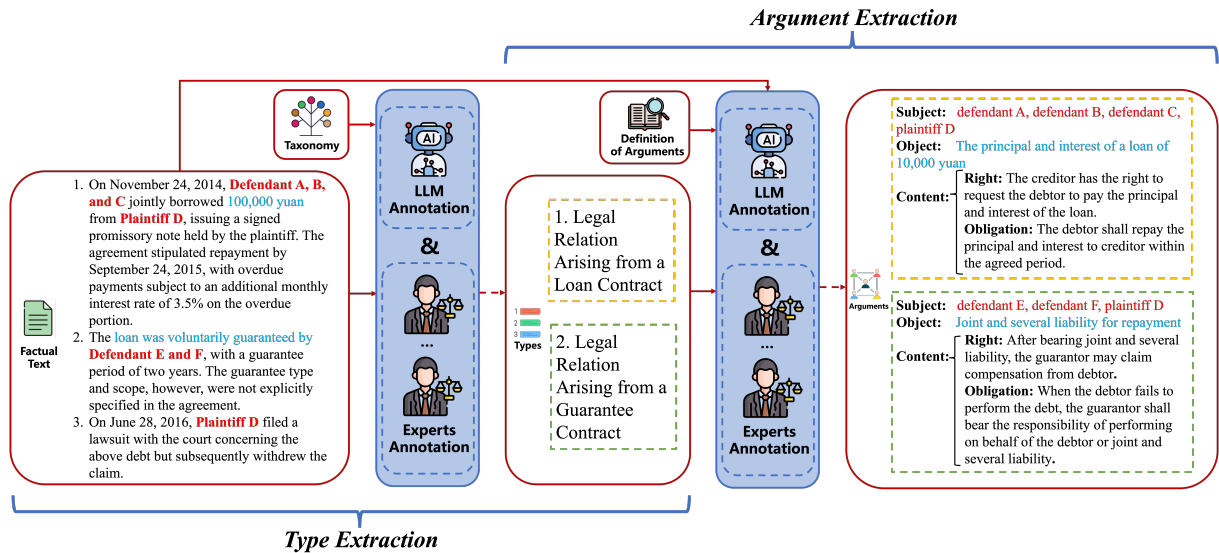 Argument Extraction
Taxonomy
AI
LLM
Annotation
&
Experts
Annotation
Definition
of Arguments
AI
LLM
Annotation
&
Experts
Annotation
Factual
Text
1. On November 24, 2014, Defendant A, B,
and C jointly borrowed 100,000 yuan
from Plaintiff D, issuing a signed
promissory note held by the plaintiff. The
agreement stipulated repayment by
September 24, 2015, with overdue
payments subject to an additional monthly
interest rate of 3.5% on the overdue
portion.
2. The loan was voluntarily guaranteed by
Defendant E and F, with a guarantee
period of two years. The guarantee type
and scope, however, were not explicitly
specified in the agreement.
3. On June 28, 2016, Plaintiff D filed a
lawsuit with the court concerning the
above debt but subsequently withdrew the
claim.
...
1
2
3
Types
1. Legal
Relation
Arising from a
Loan Contract
2. Legal
Relation
Arising from a
Guarantee
Contract
...
Arguments
Subject: defendant A, defendant B, defendant C,
plaintiff D
Object: The principal and interest of a loan of
10,000 yuan
Content:
Right: The creditor has the right to
request the debtor to pay the principal
and interest of the loan.
Obligation: The debtor shall repay the
principal and interest to creditor within
the agreed period.
Subject: defendant E, defendant F, plaintiff D
Object: Joint and several liability for repayment
Content:
Right: After bearing joint and several
liability, the guarantor may claim
compensation from debtor.
Obligation: When the debtor fails to
perform the debt, the guarantor shall
bear the responsibility of performing
on behalf of the debtor or joint and
several liability.
Type Extraction